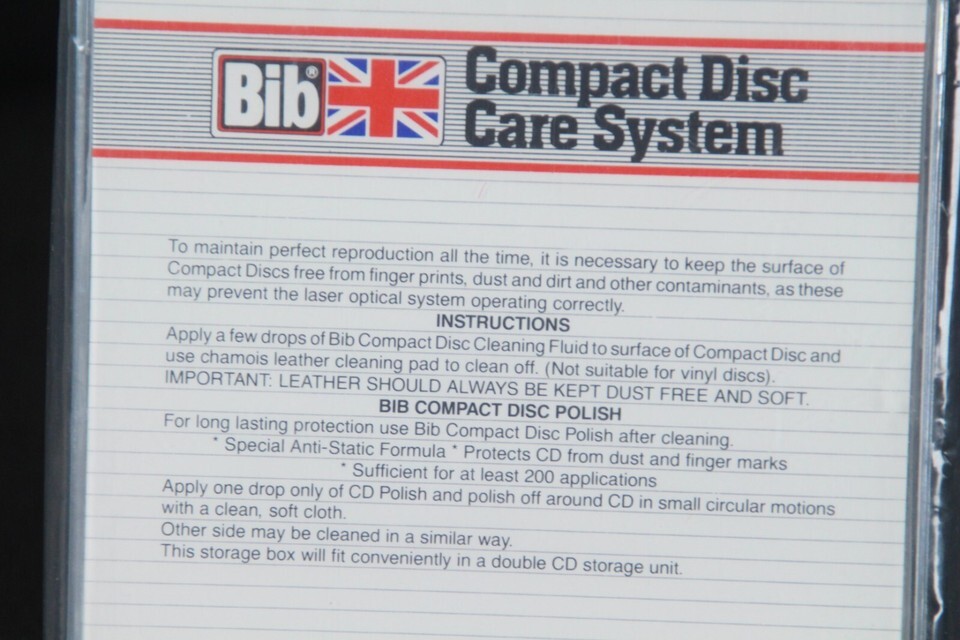 Bib®
Compact Disc
Care System
To maintain perfect reproduction all the time, it is necessary to keep the surface of
Compact Discs free from finger prints, dust and dirt and other contaminants, as these
may prevent the laser optical system operating correctly.
INSTRUCTIONS
Apply a few drops of Bib Compact Disc Cleaning Fluid to surface of Compact Disc and
use chamois leather cleaning pad to clean off. (Not suitable for vinyl discs).
IMPORTANT: LEATHER SHOULD ALWAYS BE KEPT DUST FREE AND SOFT.
BIB COMPACT DISC POLISH
For long lasting protection use Bib Compact Disc Polish after cleaning.
* Special Anti-Static Formula * Protects CD from dust and finger marks
* Sufficient for at least 200 applications
Apply one drop only of CD Polish and polish off around CD in small circular motions
with a clean, soft cloth.
Other side may be cleaned in a similar way.
This storage box will fit conveniently in a double CD storage unit.